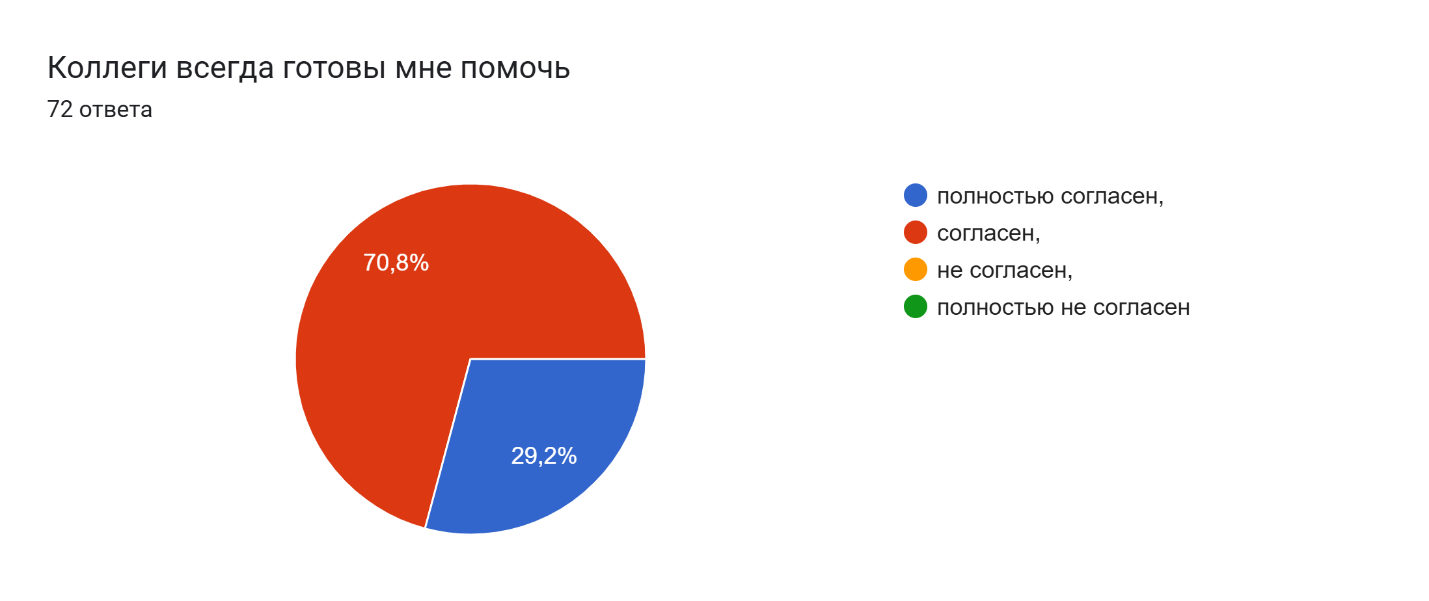 Коллеги всегда готовы мне помочь
72 ответа
70,8%
29,2%
полностью согласен,
согласен,
не согласен,
полностью не согласен